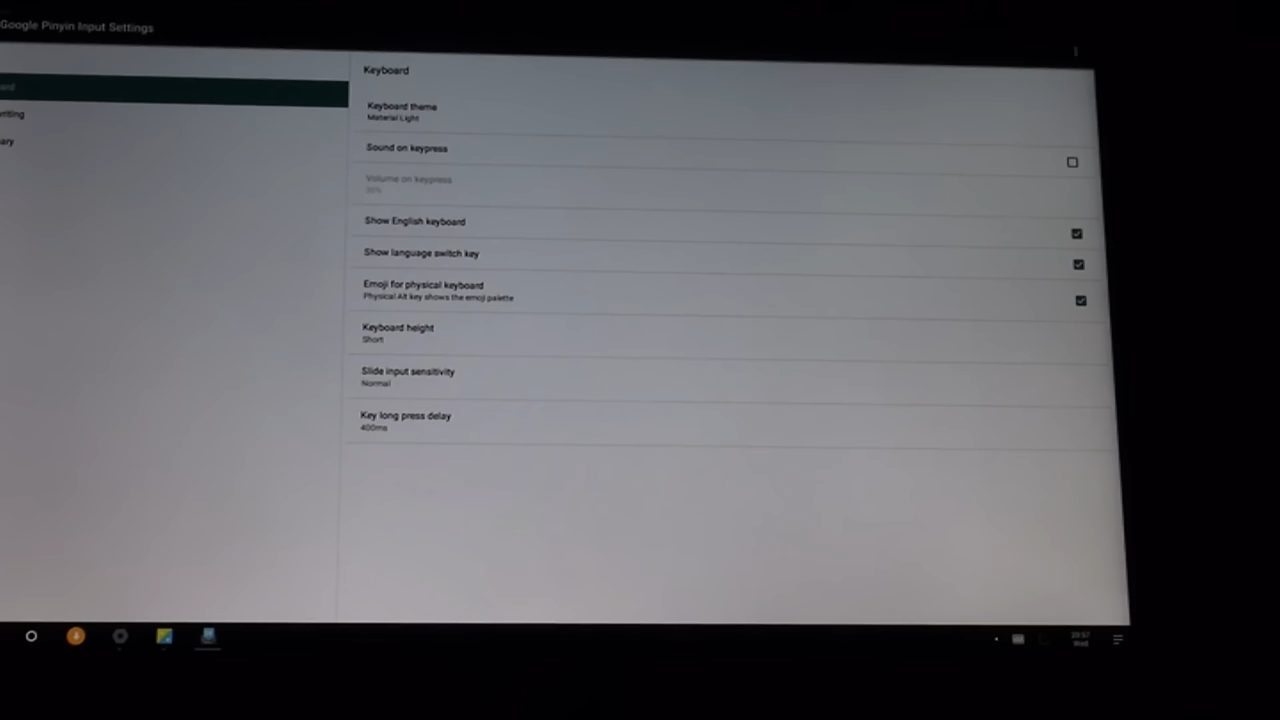 Google Pinyin Input Settings
Keyboard
Keyboard theme
Material Light
Sound on keypress
Volume on keypress
Show English keyboard
Show language switch key
Emoji for physical keyboard
Physical Alt key shows the emoji palette
Keyboard height
Short
Slide input sensitivity
Normal
Key long press delay
400ms
Wed